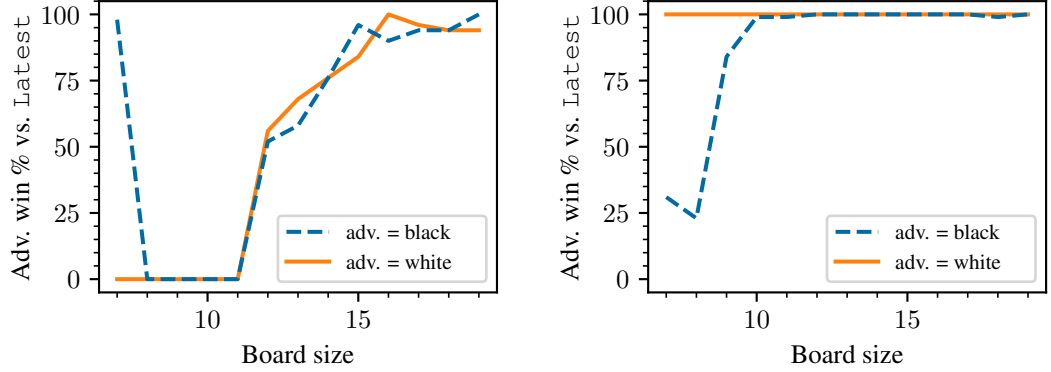 Adv. win % vs. Latest
100
75
50
25
0
10
15
Board size
adv. = black
adv. = white
Adv. win % vs. Latest
100
75
50
25
0
10
15
Board size
adv. = black
adv. = white